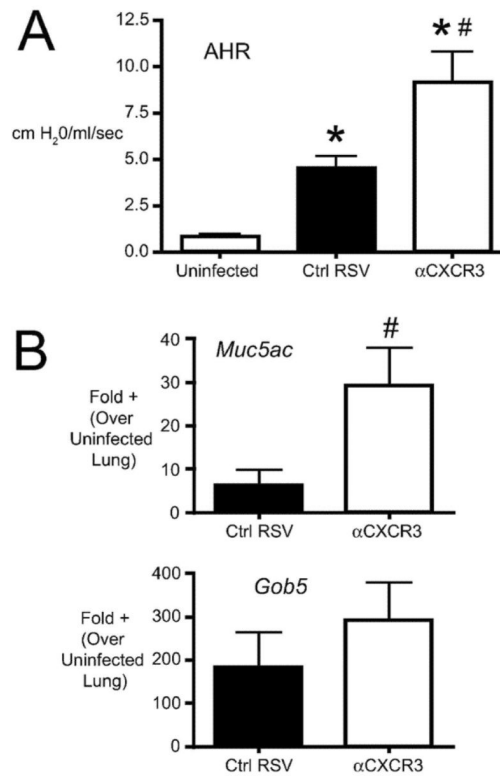 A
AHR
12.5
10.0
7.5
5.0
2.5
0.0
cm H₂0/ml/sec
*
* #
Uninfected
Ctrl RSV
αCXCR3
B
Muc5ac
#
40
30
20
10
0
Fold +
(Over
Uninfected
Lung)
Ctrl RSV
αCXCR3
Gob5
400
300
200
100
0
Fold +
(Over
Uninfected
Lung)
Ctrl RSV
αCXCR3